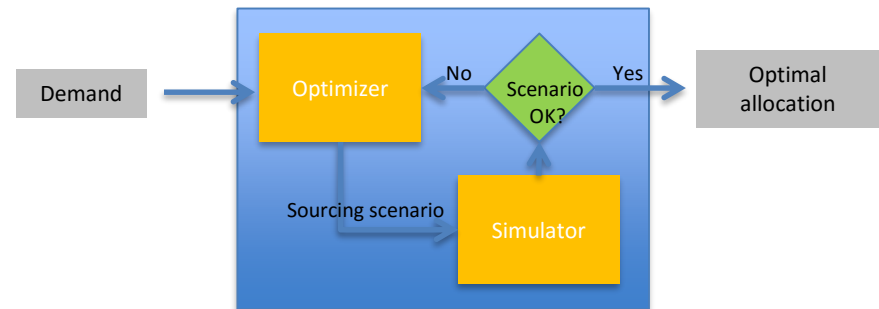 Demand
Optimizer
No
Scenario
OK?
Yes
Optimal
allocation
Sourcing scenario
Simulator